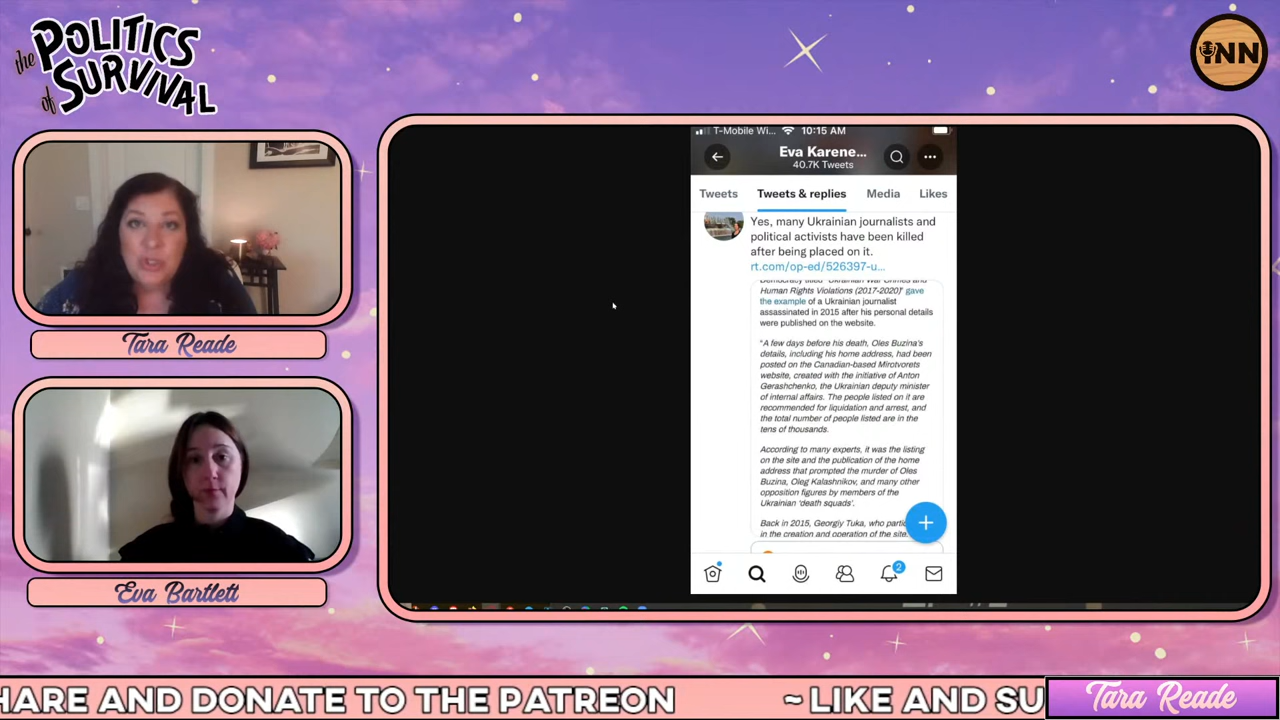 the POLITICS
of SURVIVAL
iNN
Tara Reade
Eva Bartlett
T-Mobile Wi... 10:15 AM
Eva Karene...
40.7K Tweets
Tweets Tweets & replies Media Likes
Yes, many Ukrainian journalists and
political activists have been killed
after being placed on it.
rt.com/op-ed/526397-u...
Democracy titled 'Ukrainian War Crimes and
Human Rights Violations (2017-2020)' gave
the example of a Ukrainian journalist
assassinated in 2015 after his personal details
were published on the website.
"A few days before his death, Oles Buzina's
details, including his home address, had been
posted on the Canadian-based Mirotvorets
website, created with the initiative of Anton
Gerashchenko, the Ukrainian deputy minister
of internal affairs. The people listed on it are
recommended for liquidation and arrest, and
the total number of people listed are in the
tens of thousands.
According to many experts, it was the listing
on the site and the publication of the home
address that prompted the murder of Oles
Buzina, Oleg Kalashnikov, and many other
opposition figures by members of the
Ukrainian 'death squads'.
Back in 2015, Georgiy Tuka, who
in the creation and operation of the site.
2
HARE AND DONATE TO THE PATREON ~ LIKE AND SU
Tara Reade